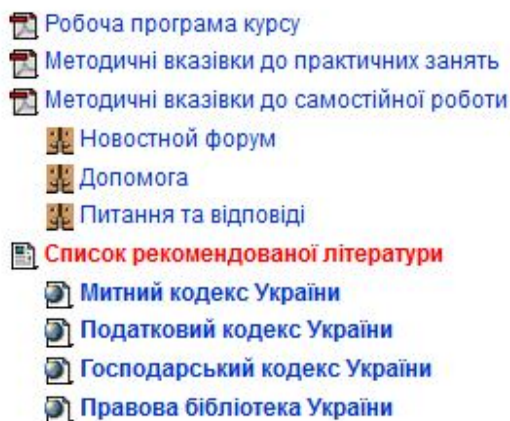 Робоча програма курсу
Методичні вказівки до практичних занять
Методичні вказівки до самостійної роботи
Новостной форум
Допомога
Питання та відповіді
Список рекомендованої літератури
Митний кодекс України
Податковий кодекс України
Господарський кодекс України
Правова бібліотека України